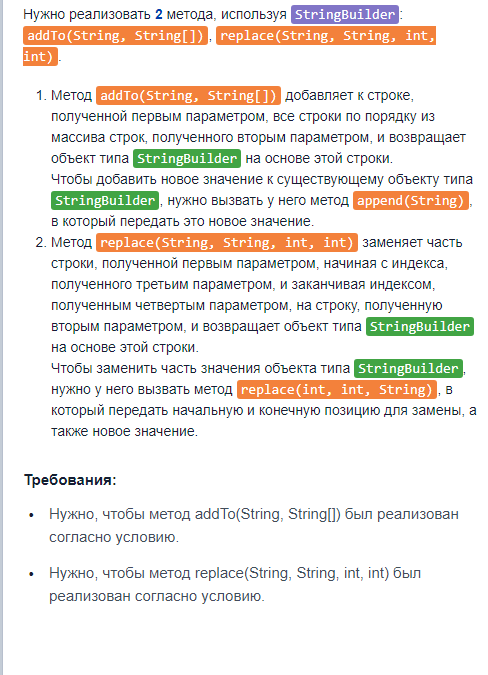 Нужно реализовать 2 метода, используя StringBuilder:
addTo(String, String[]), replace(String, String, int,
int).
1. Метод addTo(String, String[]) добавляет к строке,
полученной первым параметром, все строки по порядку из
массива строк, полученного вторым параметром, и возвращает
объект типа StringBuilder на основе этой строки.
Чтобы добавить новое значение к существующему объекту типа
StringBuilder, нужно вызвать у него метод append(String),
в который передать это новое значение.
2. Метод replace(String, String, int, int) заменяет часть
строки, полученной первым параметром, начиная с индекса,
полученного третьим параметром, и заканчивая индексом,
полученным четвертым параметром, на строку, полученную
вторым параметром, и возвращает объект типа StringBuilder
на основе этой строки.
Чтобы заменить часть значения объекта типа StringBuilder,
нужно у него вызвать метод replace(int, int, String), в
который передать начальную и конечную позицию для замены, а
также новое значение.
Требования:
• Нужно, чтобы метод addTo(String, String[]) был реализован
согласно условию.
• Нужно, чтобы метод replace(String, String, int, int) был
реализован согласно условию.